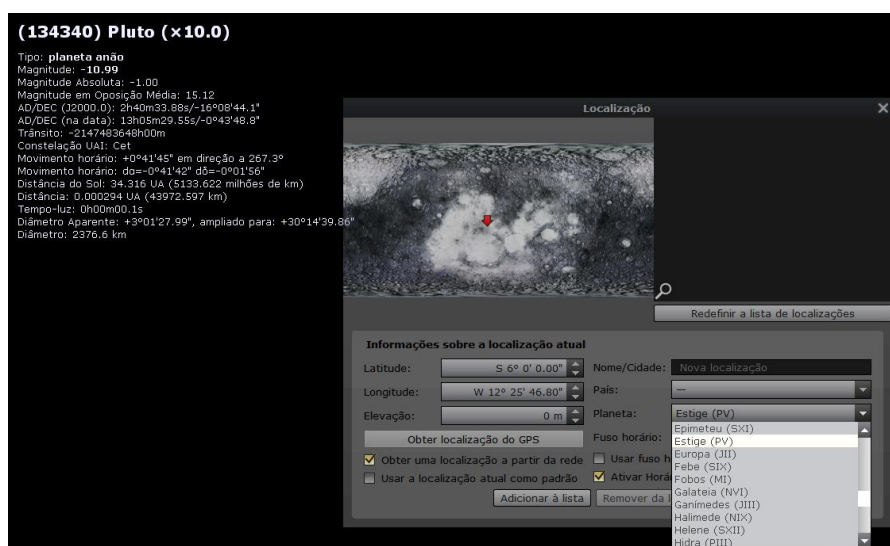 (134340) Pluto (×10.0)
Tipo: planeta anão
Magnitude: -10.99
Magnitude Absoluta: -1.00
Magnitude em Oposição Média: 15.12
AD/DEC (J2000.0): 2h40m33.88s/-16°08'44.1"
AD/DEC (na data): 13h05m29.55s/-0°43'48.8"
Trânsito: -2147483648h00m
Constelação UAI: Cet
Movimento horário: +0°41'45" em direção a 267.3°
Movimento horário: dα=-0°41'42" dδ=-0°01'56"
Distância do Sol: 34.316 UA (5133.622 milhões de km)
Distância: 0.000294 UA (43972.597 km)
Tempo-luz: 0h00m00.1s
Diâmetro Aparente: +3°01'27.99", ampliado para: +30°14'39.86"
Diâmetro: 2376.6 km
Localização
Redefinir a lista de localizações
Informações sobre a localização atual
Latitude: S 6° 0' 0.00" Nome/Cidade: Nova localização
Longitude: W 12° 25' 46.80" País: —
Elevação: 0 m Planeta: Estige (PV)
Obter localização do GPS Fuso horário:
Obter uma localização a partir da rede Usar fuso h
Usar a localização atual como padrão Ativar Horá
Adicionar à lista Remover da l
Epimeteu (SXI)
Estige (PV)
Europa (JII)
Febe (SIX)
Fobos (MI)
Galateia (NVI)
Ganímedes (JIII)
Halimede (NIX)
Helene (SXII)
Hidra (PIII)